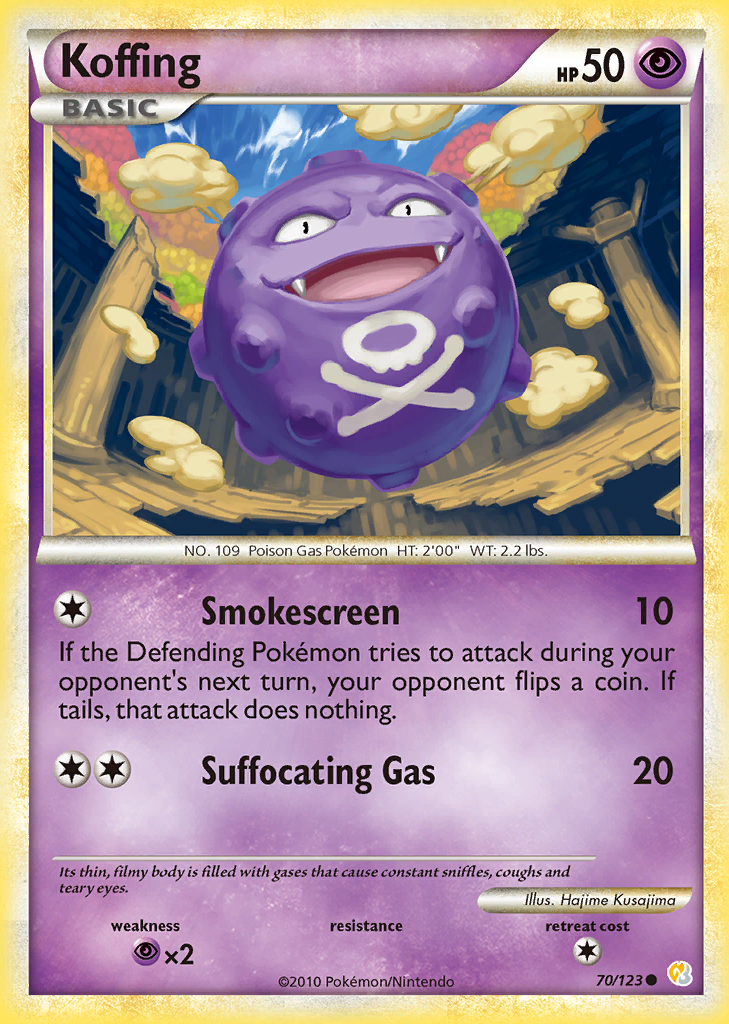 Koffing
HP 50
BASIC
NO. 109 Poison Gas Pokémon HT: 2'00" WT: 2.2 lbs.
Smokescreen 10
If the Defending Pokémon tries to attack during your
opponent's next turn, your opponent flips a coin. If
tails, that attack does nothing.
Suffocating Gas 20
Its thin, filmy body is filled with gases that cause constant sniffles, coughs and
teary eyes.
Illus. Hajime Kusajima
weakness resistance retreat cost
×2
©2010 Pokémon/Nintendo
70/123